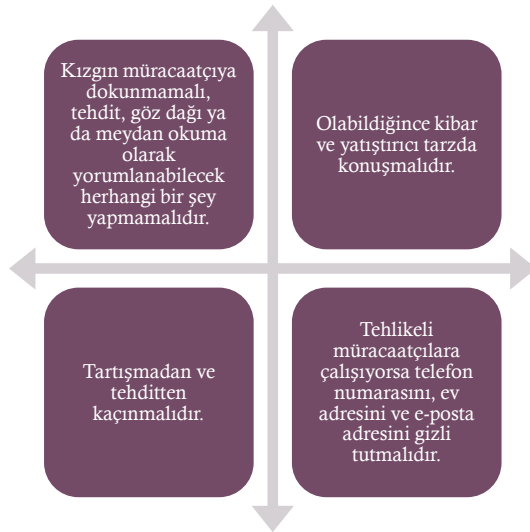 Kızgın müracaatçıya
dokunmamalı,
tehdit, göz dağı ya
da meydan okuma
olarak
yorumlanabilecek
herhangi bir şey
yapmamalıdır.
Olabildiğince kibar
ve yatıştırıcı tarzda
konuşmalıdır.
Tartışmadan ve
tehditten
kaçınmalıdır.
Tehlikeli
müracaatçılara
çalışıyorsa telefon
numarasını, ev
adresini ve e-posta
adresini gizli
tutmalıdır.